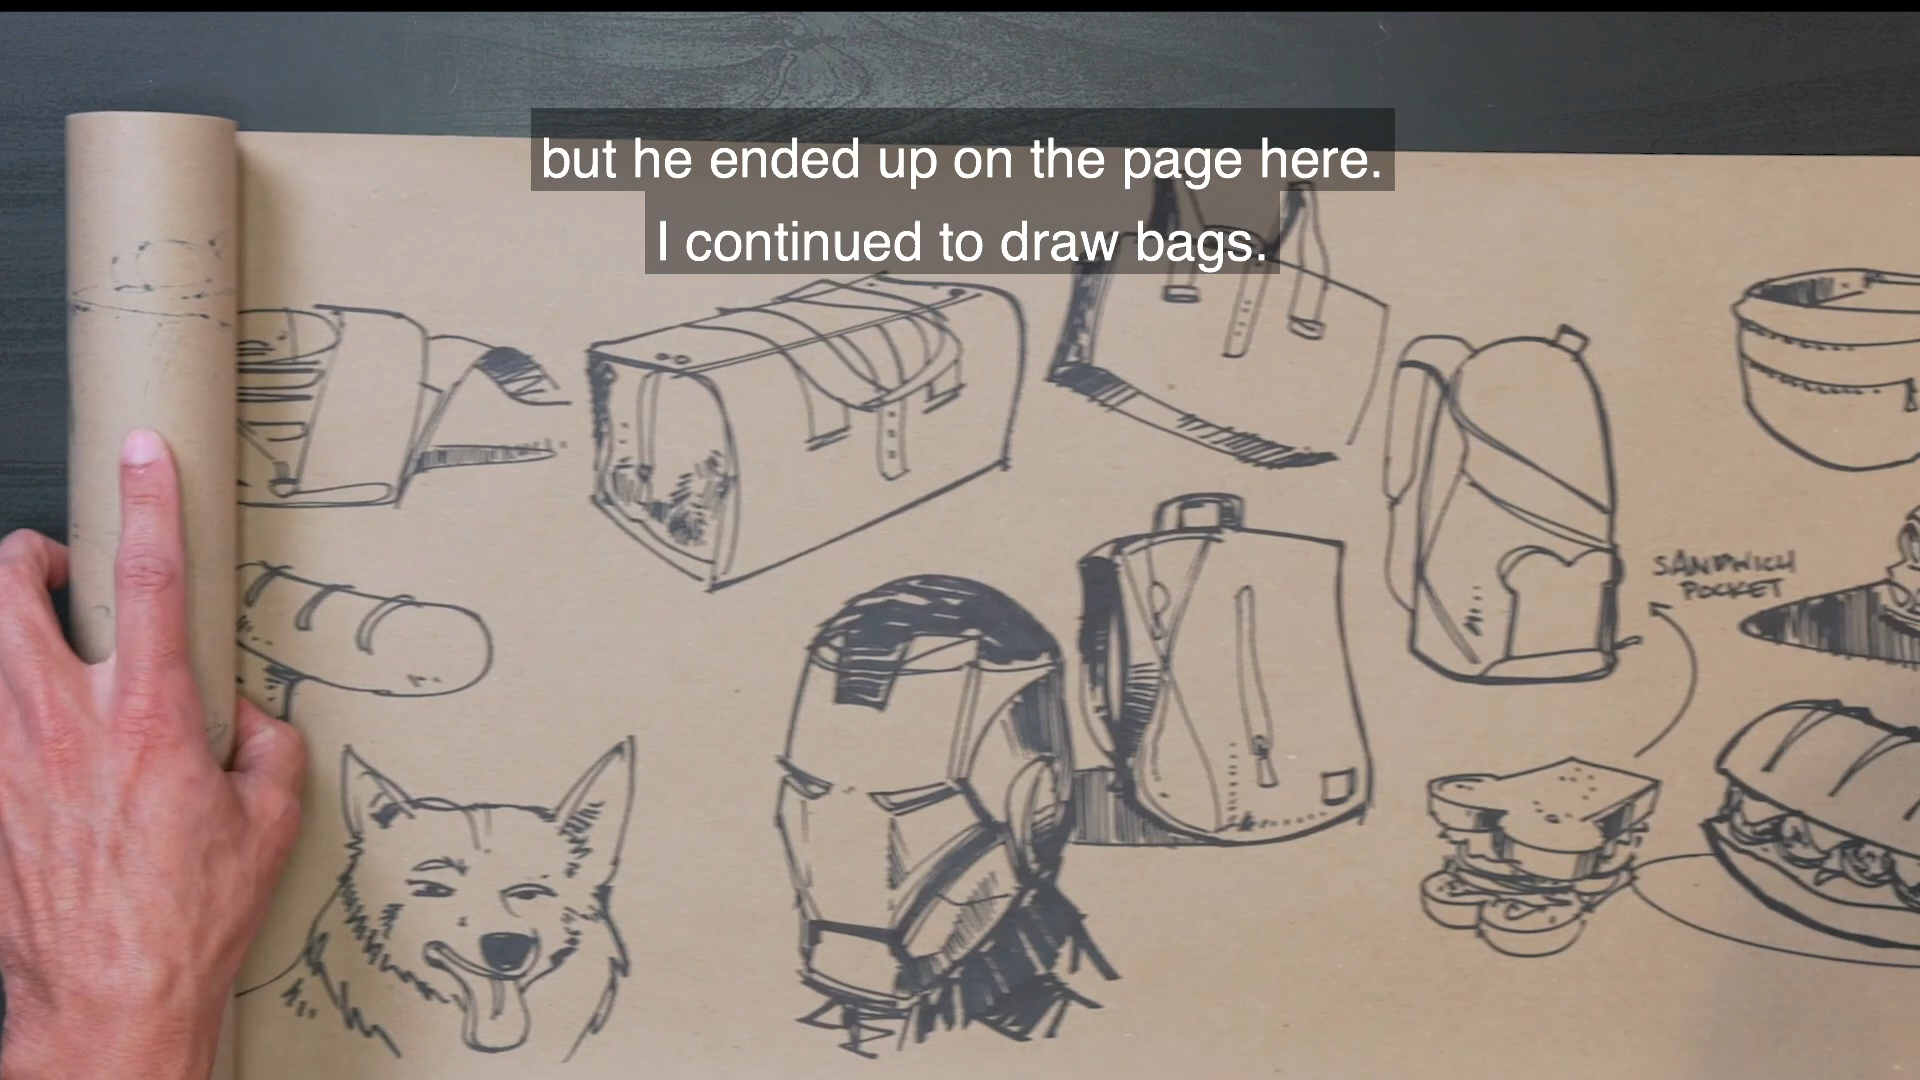 but he ended up on the page here.
I continued to draw bags.
SANDWICH
POCKET